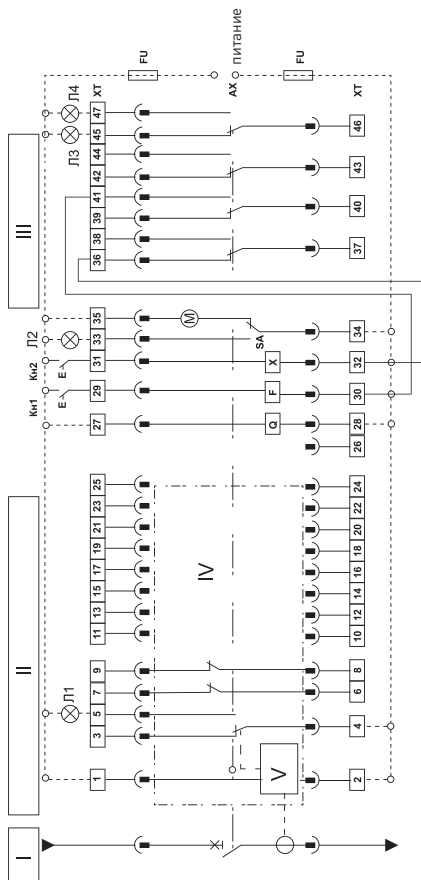 I II III
Л1 Кн1 Кн2 Л2 Л3 Л4
E E
1 3 5 7 9 11 13 15 17 19 21 23 25 27 29 31 33 35 36 38 39 41 42 44 45 47 XT
FU
M
IV
AX питание
SA
V Q F X
FU
2 4 6 8 10 12 14 16 18 20 22 24 26 28 30 32 34 37 40 43 46 XT